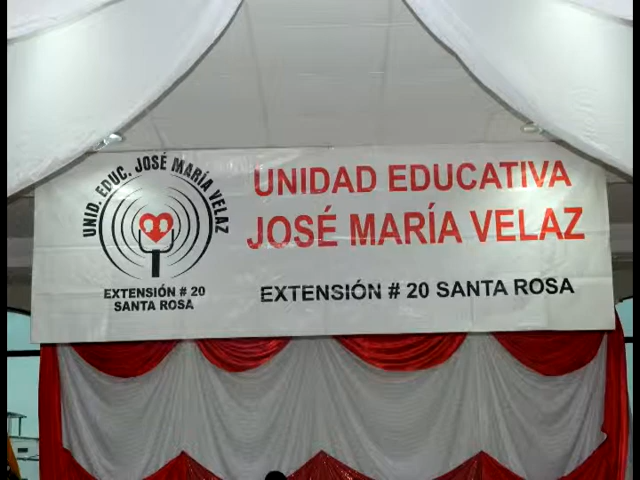 UNID. EDUC. JOSÉ MARÍA VELAZ
EXTENSIÓN # 20
SANTA ROSA
UNIDAD EDUCATIVA
JOSÉ MARÍA VELAZ
EXTENSIÓN # 20 SANTA ROSA